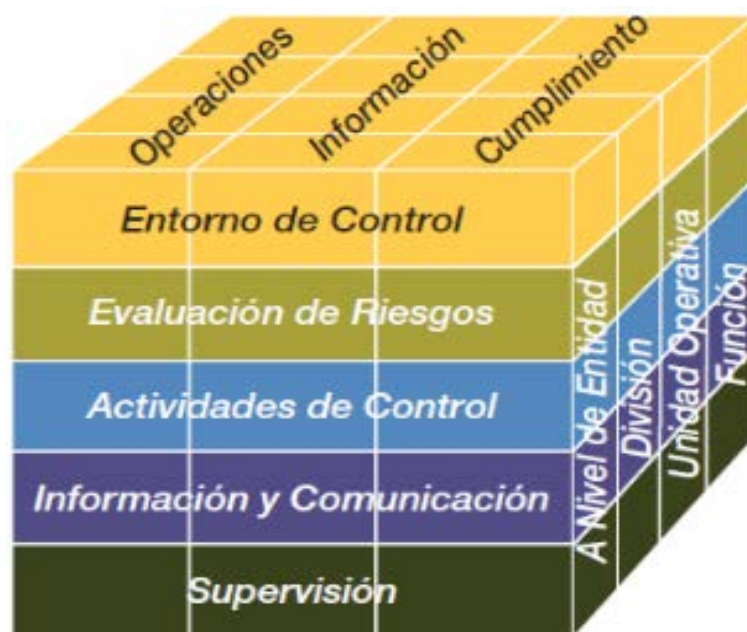 Operaciones
Información
Cumplimiento
Entorno de Control
Evaluación de Riesgos
Actividades de Control
Información y Comunicación
Supervisión
A Nivel de Entidad
División
Unidad Operativa
Función